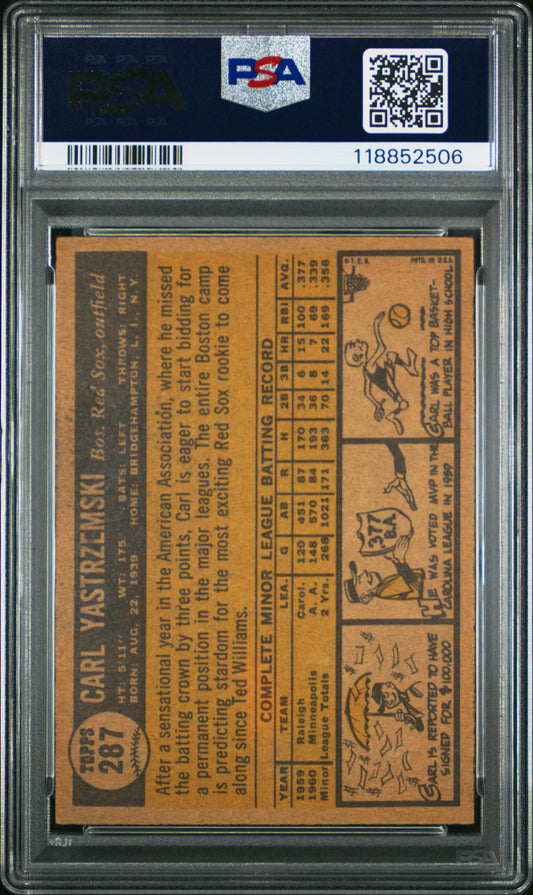 PSA
PSA
118852506
TOPPS
287
CARL YASTRZEMSKI Bos. Red Sox, outfield
HT: 5'11" WT: 175 BATS: LEFT THROWS: RIGHT
BORN: AUG. 22, 1939 HOME: BRIDGEHAMPTON, L. I., N. Y.
After a sensational year in the American Association, where he missed
the batting crown by three points, Carl is eager to start bidding for
a permanent position in the major leagues. The entire Boston camp
is predicting stardom for the most exciting Red Sox rookie to come
along since Ted Williams.
COMPLETE MINOR LEAGUE BATTING RECORD
YEAR TEAM LEA. G AB R H 2B 3B HR RBI AVG.
1959 Raleigh Carol. 120 451 87 170 34 6 15 100 .377
1960 Minneapolis A. A. 148 570 84 193 36 8 7 69 .339
Minor League Totals 2 Yrs. 268 1021 171 363 70 14 22 169 .356
CARL IS REPORTED TO HAVE
SIGNED FOR $100,000
377
B.A.
HE WAS VOTED MVP IN THE
CAROLINA LEAGUE IN 1959
© T. C. G. PRTD. IN U.S.A.
CARL WAS A TOP BASKET-
BALL PLAYER IN HIGH SCHOOL
PSA